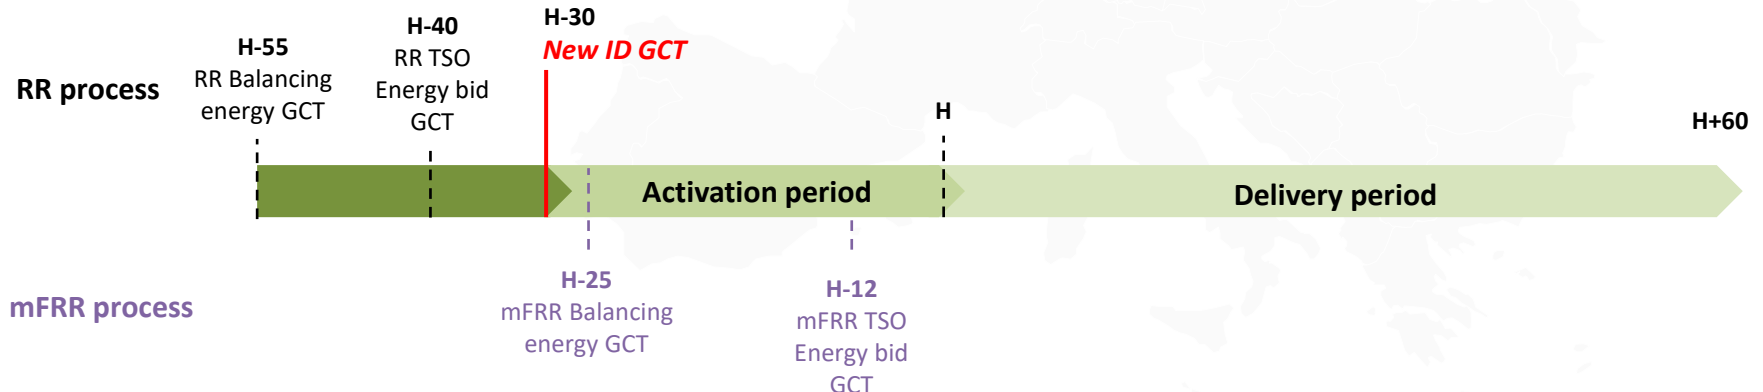 RR process
H-55
RR Balancing
energy GCT
H-40
RR TSO
Energy bid
GCT
H-30
New ID GCT
H
H+60
Activation period
Delivery period
mFRR process
H-25
mFRR Balancing
energy GCT
H-12
mFRR TSO
Energy bid
GCT